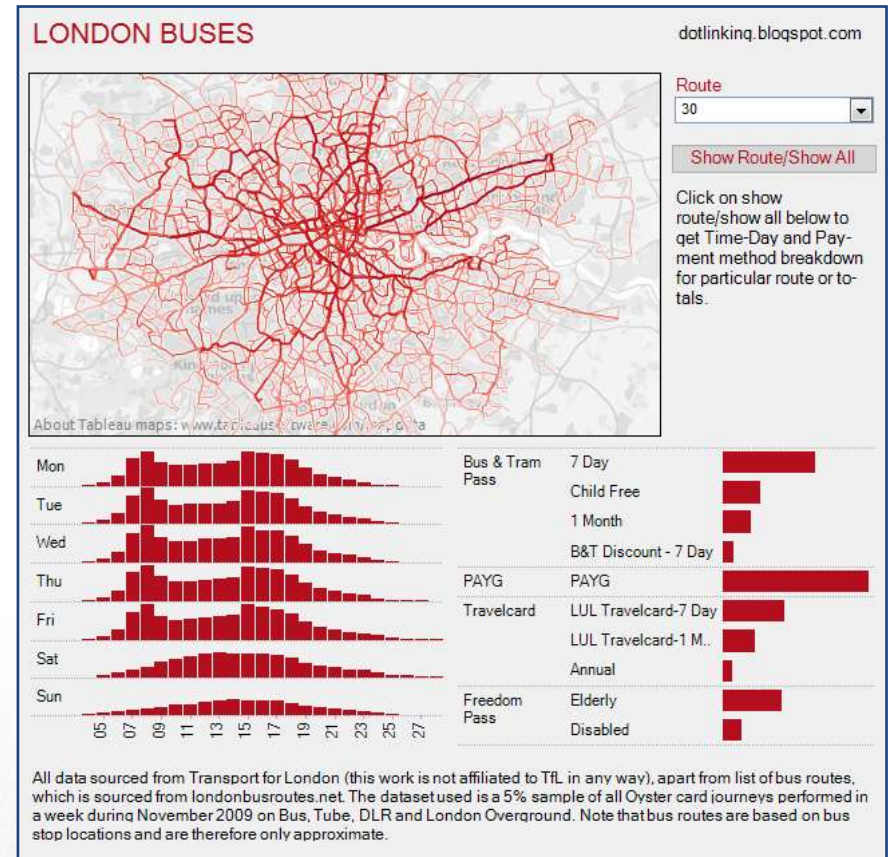 LONDON BUSES
dotlinking.blogspot.com
Route
30
Show Route/Show All
Click on show
route/show all below to
get Time-Day and Pay-
ment method breakdown
for particular route or to-
tals.
About Tableau maps:
Mon
Tue
Wed
Thu
Fri
Sat
Sun
05 07 09 11 13 15 17 19 21 23 25 27
Bus & Tram
Pass
7 Day
Child Free
1 Month
B&T Discount - 7 Day
PAYG
PAYG
Travelcard
LUL Travelcard-7 Day
LUL Travelcard-1 M..
Annual
Freedom
Pass
Elderly
Disabled
All data sourced from Transport for London (this work is not affiliated to TfL in any way), apart from list of bus routes,
which is sourced from londonbusroutes.net. The dataset used is a 5% sample of all Oyster card journeys performed in
a week during November 2009 on Bus, Tube, DLR and London Overground. Note that bus routes are based on bus
stop locations and are therefore only approximate.